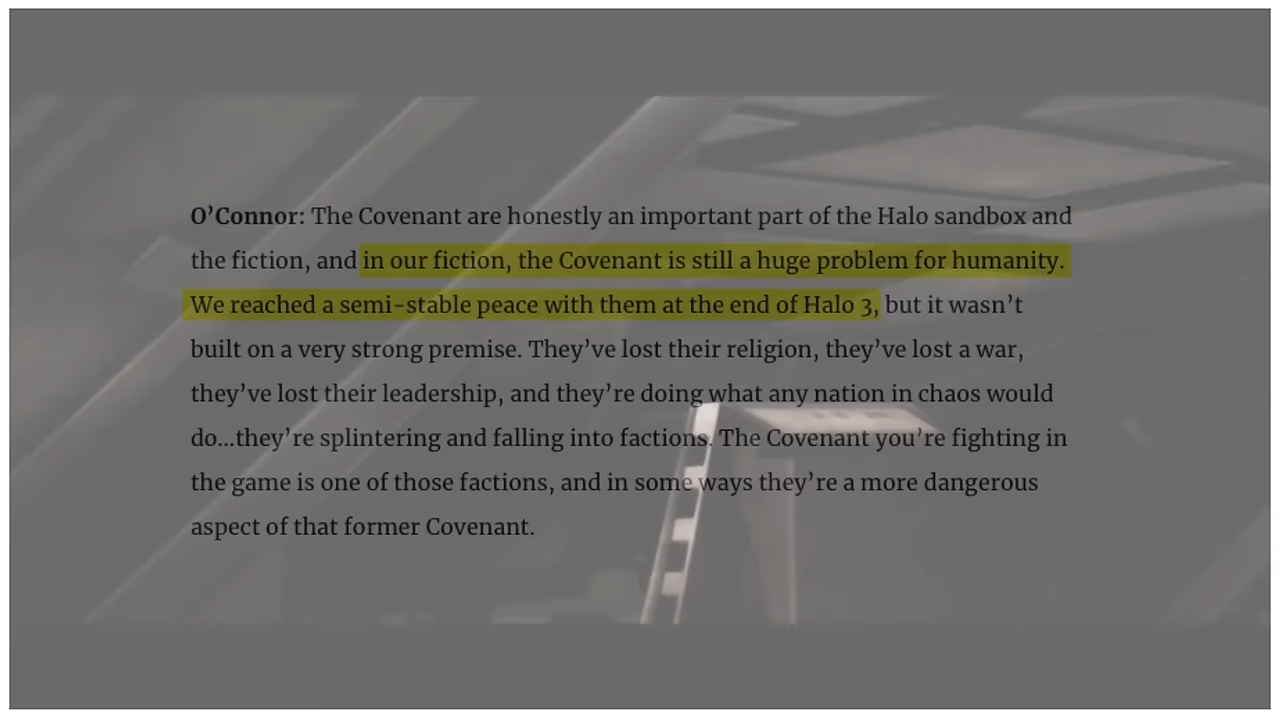 O’Connor: The Covenant are honestly an important part of the Halo sandbox and
the fiction, and in our fiction, the Covenant is still a huge problem for humanity.
We reached a semi-stable peace with them at the end of Halo 3, but it wasn’t
built on a very strong premise. They’ve lost their religion, they’ve lost a war,
they’ve lost their leadership, and they’re doing what any nation in chaos would
do...they’re splintering and falling into factions. The Covenant you’re fighting in
the game is one of those factions, and in some ways they’re a more dangerous
aspect of that former Covenant.